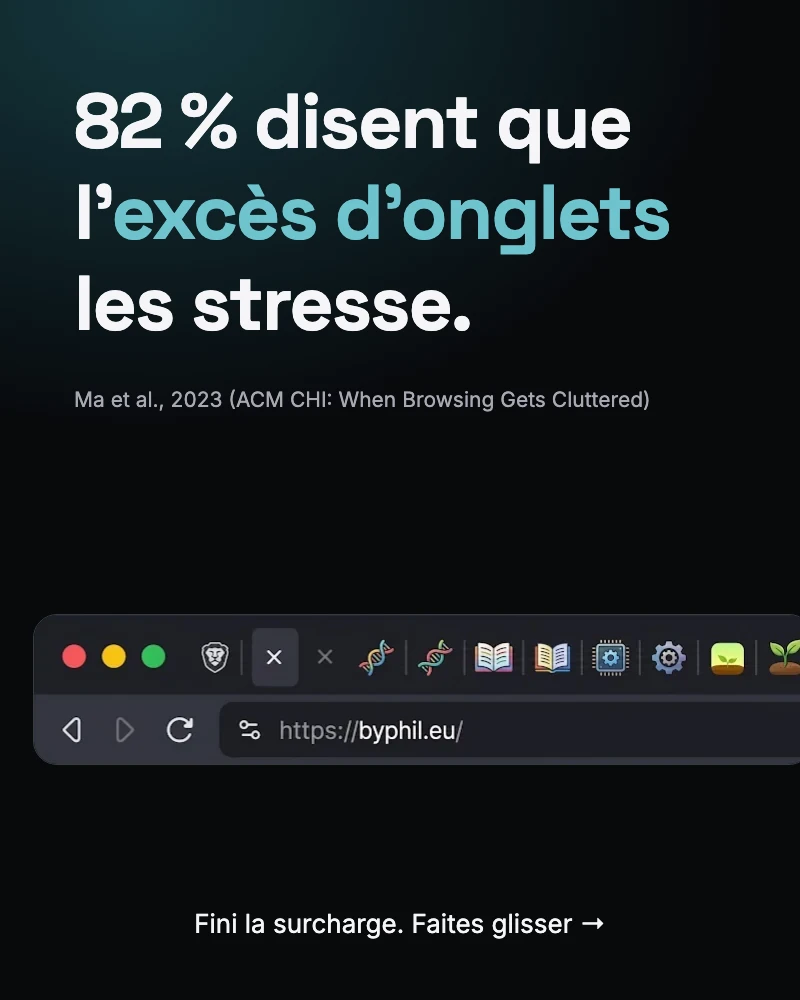 82 % disent que
l’excès d’onglets
les stresse.
Ma et al., 2023 (ACM CHI: When Browsing Gets Cluttered)
https://byphil.eu/
Fini la surcharge. Faites glisser →